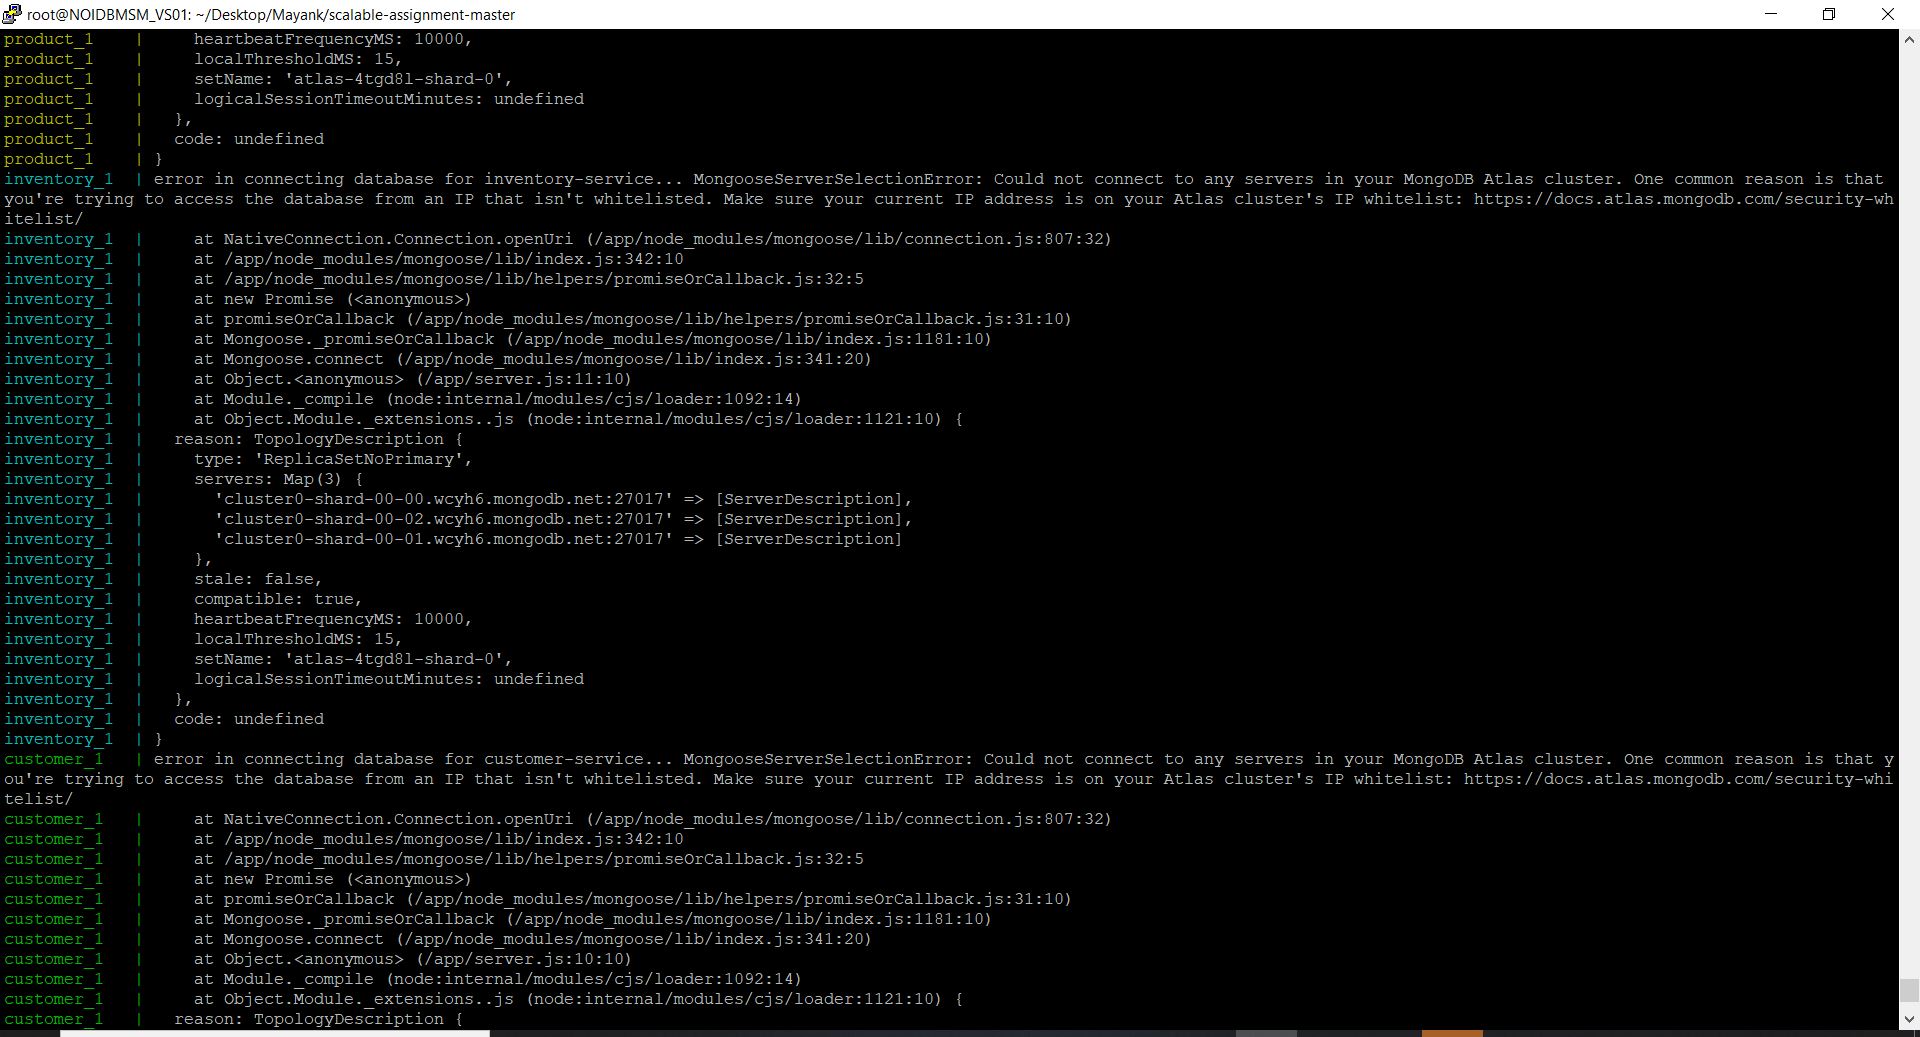 root@NOIDBMSM_VS01: ~/Desktop/Mayank/scalable-assignment-master
product_1    |     heartbeatFrequencyMS: 10000,
product_1    |     localThresholdMS: 15,
product_1    |     setName: 'atlas-4tgd8l-shard-0',
product_1    |     logicalSessionTimeoutMinutes: undefined
product_1    |   },
product_1    |   code: undefined
product_1    | }
inventory_1  | error in connecting database for inventory-service... MongooseServerSelectionError: Could not connect to any servers in your MongoDB Atlas cluster. One common reason is that
you're trying to access the database from an IP that isn't whitelisted. Make sure your current IP address is on your Atlas cluster's IP whitelist: https://docs.atlas.mongodb.com/security-wh
itelist/
inventory_1  |     at NativeConnection.Connection.openUri (/app/node_modules/mongoose/lib/connection.js:807:32)
inventory_1  |     at /app/node_modules/mongoose/lib/index.js:342:10
inventory_1  |     at /app/node_modules/mongoose/lib/helpers/promiseOrCallback.js:32:5
inventory_1  |     at new Promise (<anonymous>)
inventory_1  |     at promiseOrCallback (/app/node_modules/mongoose/lib/helpers/promiseOrCallback.js:31:10)
inventory_1  |     at Mongoose._promiseOrCallback (/app/node_modules/mongoose/lib/index.js:1181:10)
inventory_1  |     at Mongoose.connect (/app/node_modules/mongoose/lib/index.js:341:20)
inventory_1  |     at Object.<anonymous> (/app/server.js:11:10)
inventory_1  |     at Module._compile (node:internal/modules/cjs/loader:1092:14)
inventory_1  |     at Object.Module._extensions..js (node:internal/modules/cjs/loader:1121:10) {
inventory_1  |   reason: TopologyDescription {
inventory_1  |     type: 'ReplicaSetNoPrimary',
inventory_1  |     servers: Map(3) {
inventory_1  |       'cluster0-shard-00-00.wcyh6.mongodb.net:27017' => [ServerDescription],
inventory_1  |       'cluster0-shard-00-02.wcyh6.mongodb.net:27017' => [ServerDescription],
inventory_1  |       'cluster0-shard-00-01.wcyh6.mongodb.net:27017' => [ServerDescription]
inventory_1  |     },
inventory_1  |     stale: false,
inventory_1  |     compatible: true,
inventory_1  |     heartbeatFrequencyMS: 10000,
inventory_1  |     localThresholdMS: 15,
inventory_1  |     setName: 'atlas-4tgd8l-shard-0',
inventory_1  |     logicalSessionTimeoutMinutes: undefined
inventory_1  |   },
inventory_1  |   code: undefined
inventory_1  | }
customer_1   | error in connecting database for customer-service... MongooseServerSelectionError: Could not connect to any servers in your MongoDB Atlas cluster. One common reason is that y
ou're trying to access the database from an IP that isn't whitelisted. Make sure your current IP address is on your Atlas cluster's IP whitelist: https://docs.atlas.mongodb.com/security-whi
telist/
customer_1   |     at NativeConnection.Connection.openUri (/app/node_modules/mongoose/lib/connection.js:807:32)
customer_1   |     at /app/node_modules/mongoose/lib/index.js:342:10
customer_1   |     at /app/node_modules/mongoose/lib/helpers/promiseOrCallback.js:32:5
customer_1   |     at new Promise (<anonymous>)
customer_1   |     at promiseOrCallback (/app/node_modules/mongoose/lib/helpers/promiseOrCallback.js:31:10)
customer_1   |     at Mongoose._promiseOrCallback (/app/node_modules/mongoose/lib/index.js:1181:10)
customer_1   |     at Mongoose.connect (/app/node_modules/mongoose/lib/index.js:341:20)
customer_1   |     at Object.<anonymous> (/app/server.js:10:10)
customer_1   |     at Module._compile (node:internal/modules/cjs/loader:1092:14)
customer_1   |     at Object.Module._extensions..js (node:internal/modules/cjs/loader:1121:10) {
customer_1   |   reason: TopologyDescription {